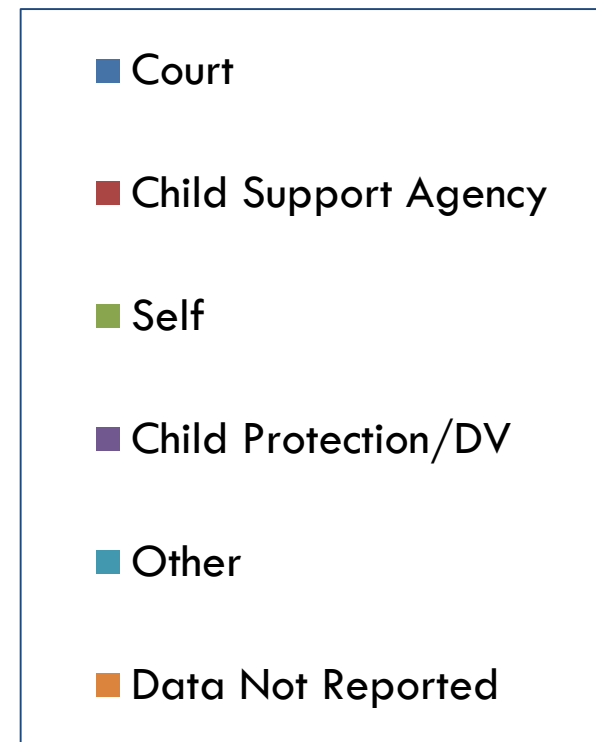 Court
Child Support Agency
Self
Child Protection/DV
Other
Data Not Reported